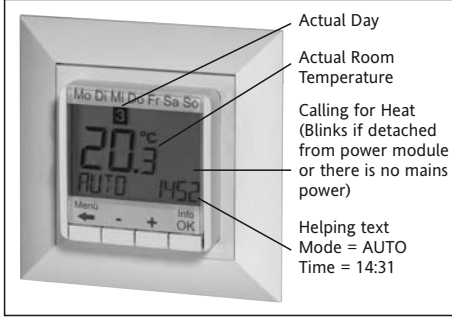 Actual Day
Actual Room
Temperature
Calling for Heat
(Blinks if detached
from power module
or there is no mains
power)
Helping text
Mode = AUTO
Time = 14:31
Mo Di Mi Do Fr Sa So
3
20.3 °C
AUTO 1452
Menü Info
← - + OK